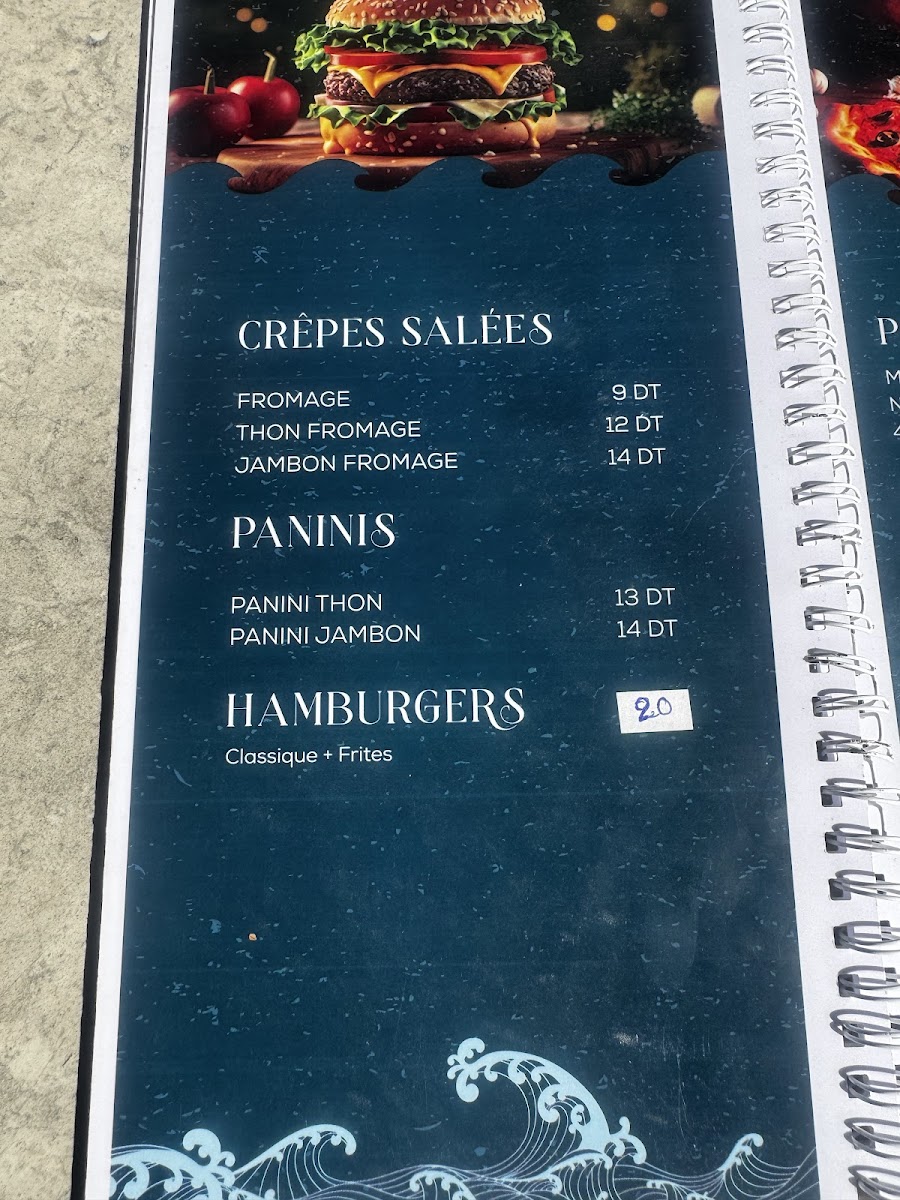 CRÊPES SALÉES
FROMAGE 9 DT
THON FROMAGE 12 DT
JAMBON FROMAGE 14 DT
PANINIS
PANINI THON 13 DT
PANINI JAMBON 14 DT
HAMBURGERS 20
Classique + Frites